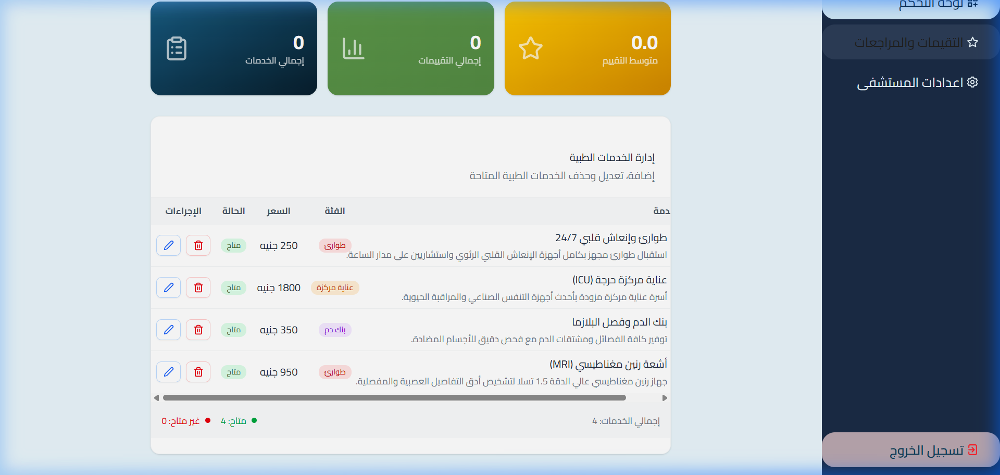 لوحة التحكم
التقيمات والمراجعات
اعدادات المستشفى
تسجيل الخروج
0.0
متوسط التقييم
0
إجمالي التقييمات
0
إجمالي الخدمات
إدارة الخدمات الطبية
إضافة، تعديل وحذف الخدمات الطبية المتاحة
دمة الفئة السعر الحالة الإجراءات
طوارئ وإنعاش قلبي 24/7
استقبال طوارئ مجهز بكامل أجهزة الإنعاش القلبي الرئوي واستشاريين على مدار الساعة.
طوارئ 250 جنيه متاح
عناية مركزة حرجة (ICU)
أسرة عناية مركزة مزودة بأحدث أجهزة التنفس الصناعي والمراقبة الحيوية.
عناية مركزة 1800 جنيه متاح
بنك الدم وفصل البلازما
توفير كافة الفصائل ومشتقات الدم مع فحص دقيق للأجسام المضادة.
بنك دم 350 جنيه متاح
أشعة رنين مغناطيسي (MRI)
جهاز رنين مغناطيسي عالي الدقة 1.5 تسلا لتشخيص أدق التفاصيل العصبية والمفصلية.
طوارئ 950 جنيه متاح
إجمالي الخدمات: 4
متاح: 4 غير متاح: 0